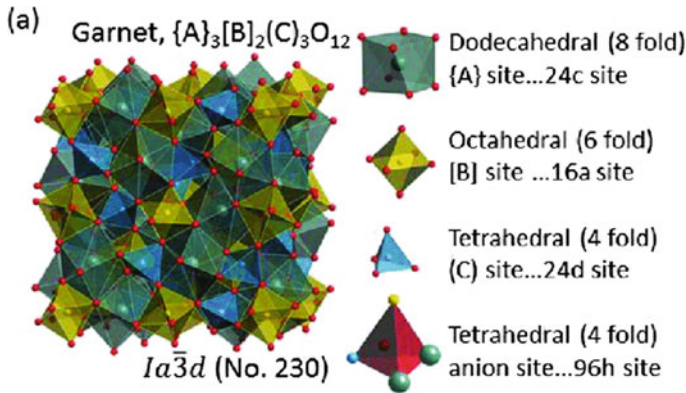 (a)
Garnet, {A}₃[B]₂(C)₃O₁₂
Dodecahedral (8 fold)
{A} site...24c site
Octahedral (6 fold)
[B] site ...16a site
Tetrahedral (4 fold)
(C) site...24d site
Tetrahedral (4 fold)
anion site...96h site
Ia3̄d (No. 230)